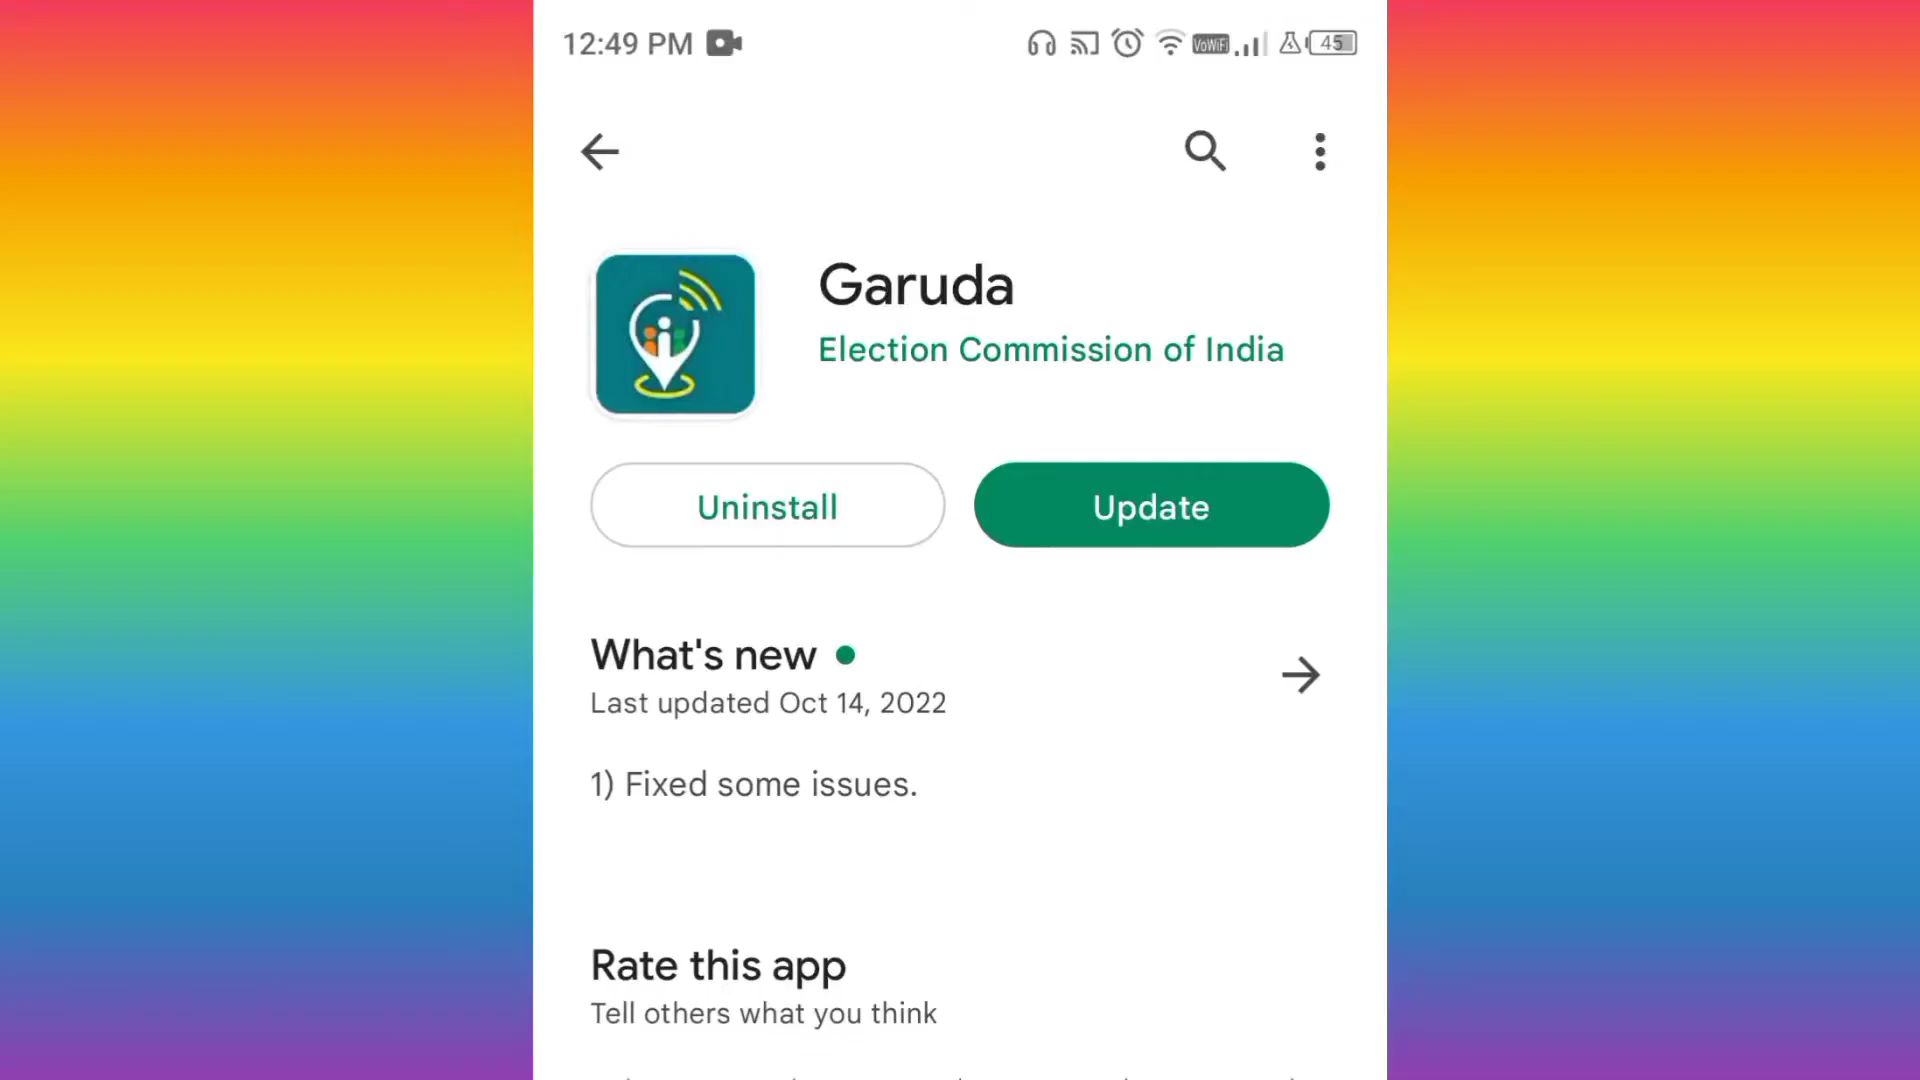 12:49 PM
VoWiFi
45
Garuda
Election Commission of India
Uninstall
Update
What's new
Last updated Oct 14, 2022
1) Fixed some issues.
Rate this app
Tell others what you think